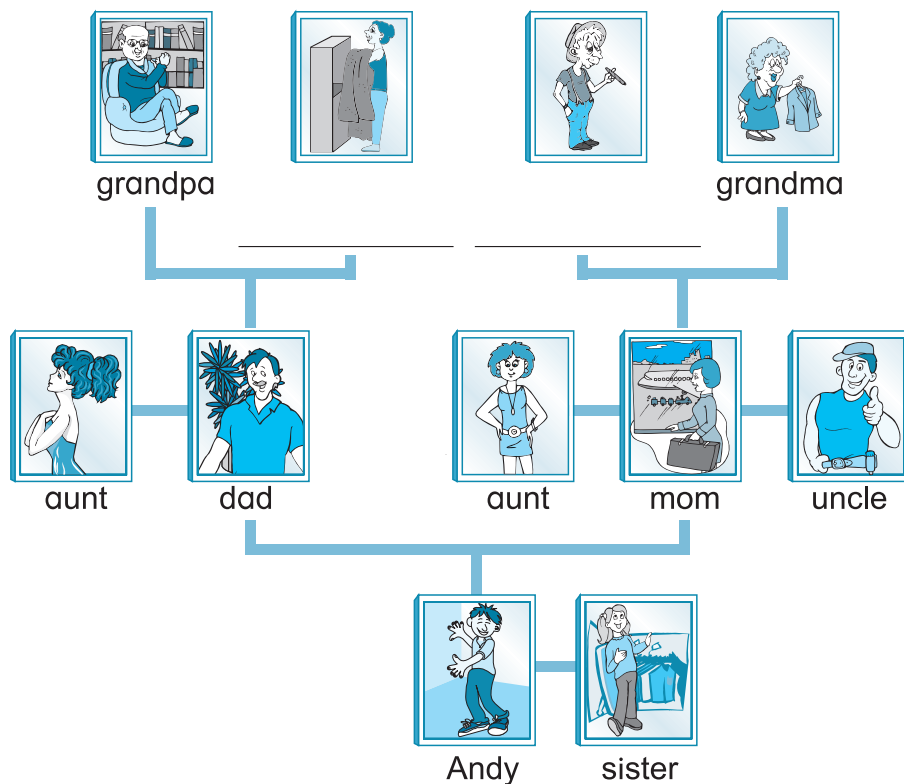 grandpa
grandma
aunt
dad
aunt
mom
uncle
Andy
sister